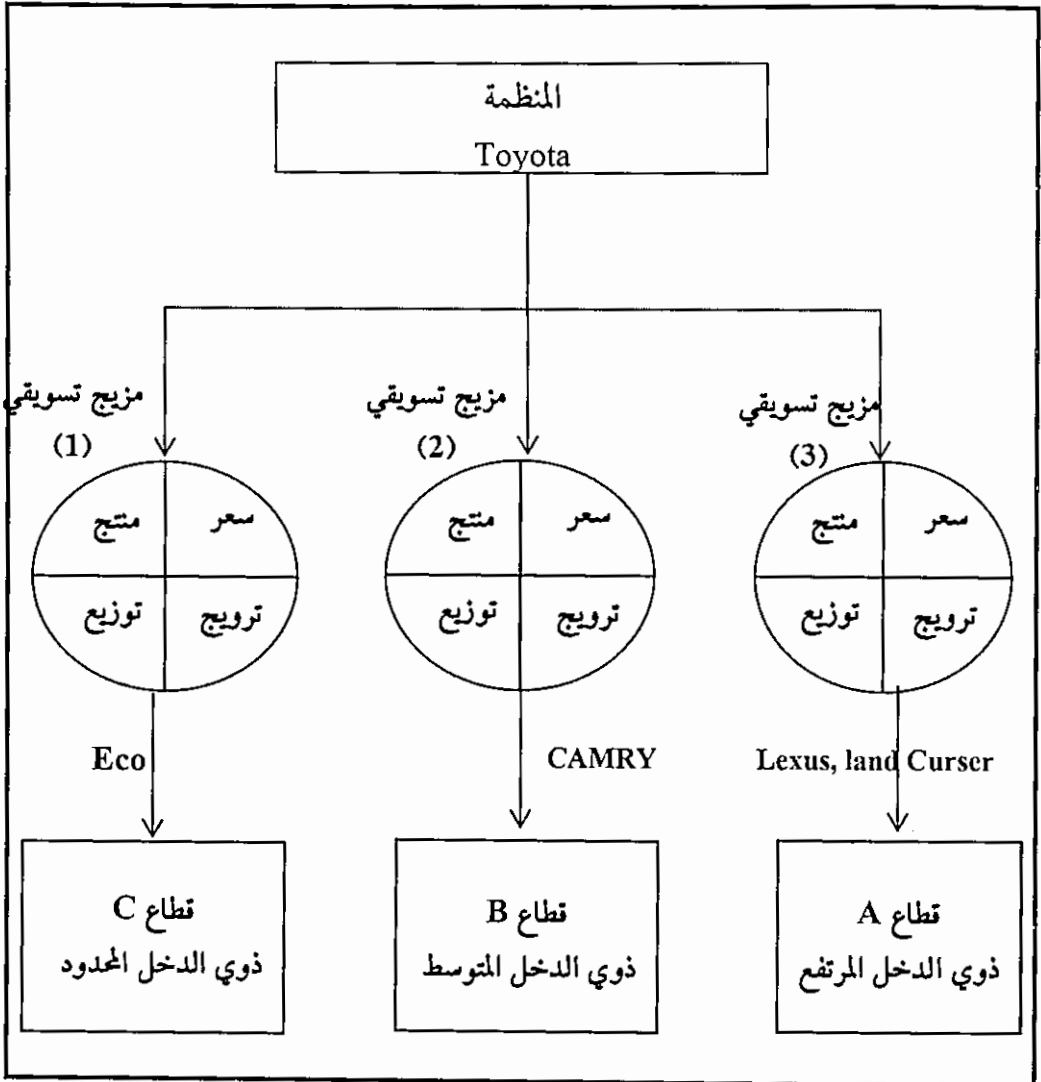 المنظمة
Toyota
مزيج تسويقي
(3)
مزيج تسويقي
(2)
مزيج تسويقي
(1)
سعر
منتج
ترويج
توزيع
سعر
منتج
ترويج
توزيع
سعر
منتج
ترويج
توزيع
Lexus, land Curser
CAMRY
Eco
قطاع A
ذوي الدخل المرتفع
قطاع B
ذوي الدخل المتوسط
قطاع C
ذوي الدخل المحدود